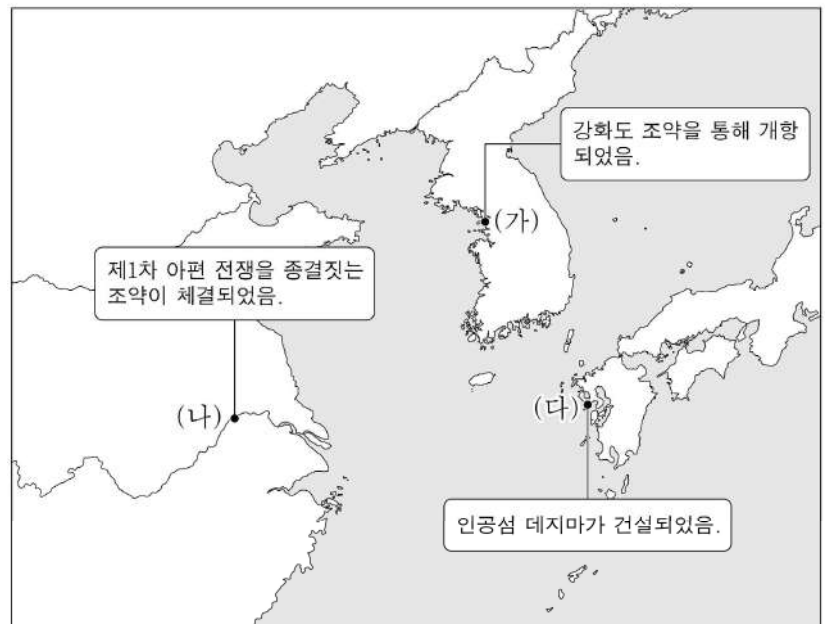 강화도 조약을 통해 개항
되었음.
(가)
제1차 아편 전쟁을 종결짓는
조약이 체결되었음.
(나)
(다)
인공섬 데지마가 건설되었음.